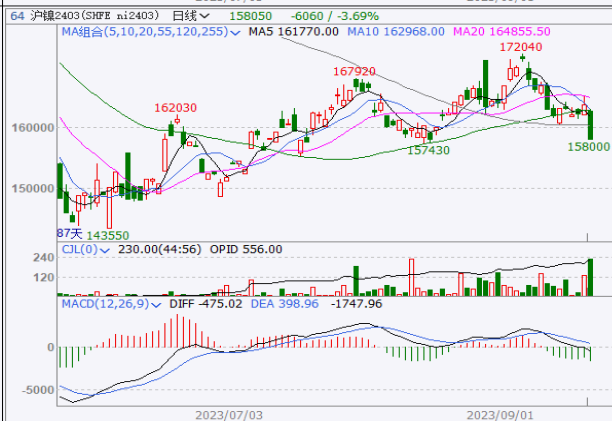 64 沪镍2403(SHFE ni2403) 日线 158050 -6060 / -3.69%
MA组合(5,10,20,55,120,255) MA5 161770.00 MA10 162968.00 MA20 164855.50
172040
167920
162030
160000
157430
158000
150000
87天 143550
CJL(0) 230.00(44:56) OPID 556.00
240
120
MACD(12,26,9) DIFF -475.02 DEA 398.96 -1747.96
0
-5000
2023/07/03 2023/09/01